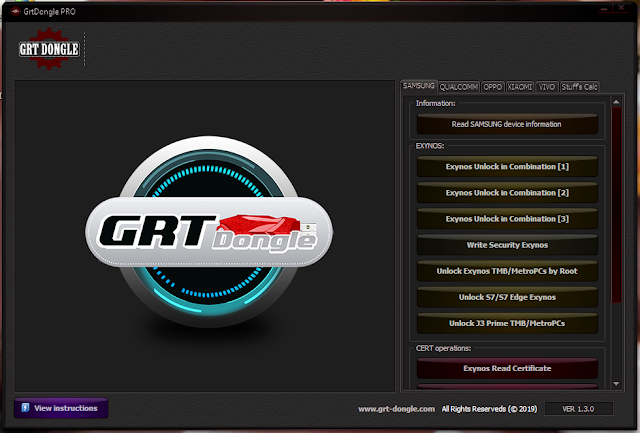 GrtDongle PRO
GRT DONGLE
SAMSUNG QUALCOMM OPPO XIAOMI VIVO Stuff's Calc
Information:
Read SAMSUNG device information
EXYNOS:
Exynos Unlock in Combination [1]
Exynos Unlock in Combination [2]
Exynos Unlock in Combination [3]
Write Security Exynos
Unlock Exynos TMB/MetroPCs by Root
Unlock S7/S7 Edge Exynos
Unlock J3 Prime TMB/MetroPCs
GRT Dongle
CERT operations:
Exynos Read Certificate
View instructions
www.grt-dongle.com All Rights Reserveds (© 2019) VER 1.3.0